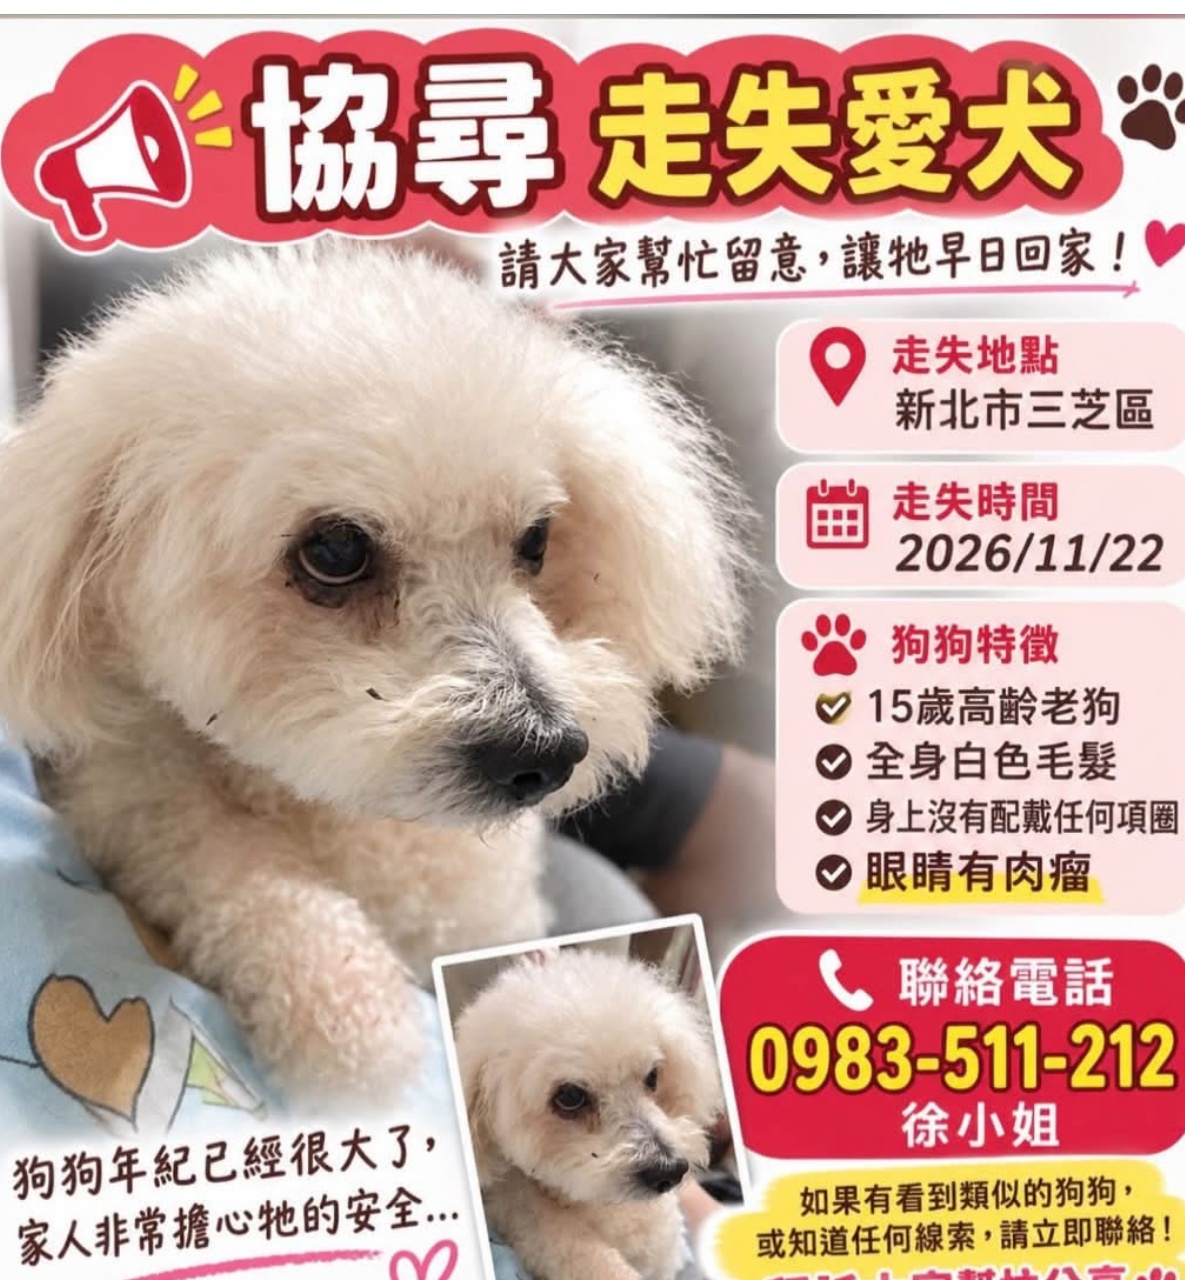 協尋 走失愛犬
請大家幫忙留意，讓牠早日回家！
走失地點
新北市三芝區
走失時間
2026/11/22
狗狗特徵
15歲高齡老狗
全身白色毛髮
身上沒有配戴任何項圈
眼睛有肉瘤
聯絡電話
0983-511-212
徐小姐
狗狗年紀已經很大了，
家人非常擔心牠的安全...
如果有看到類似的狗狗，
或知道任何線索，請立即聯絡！